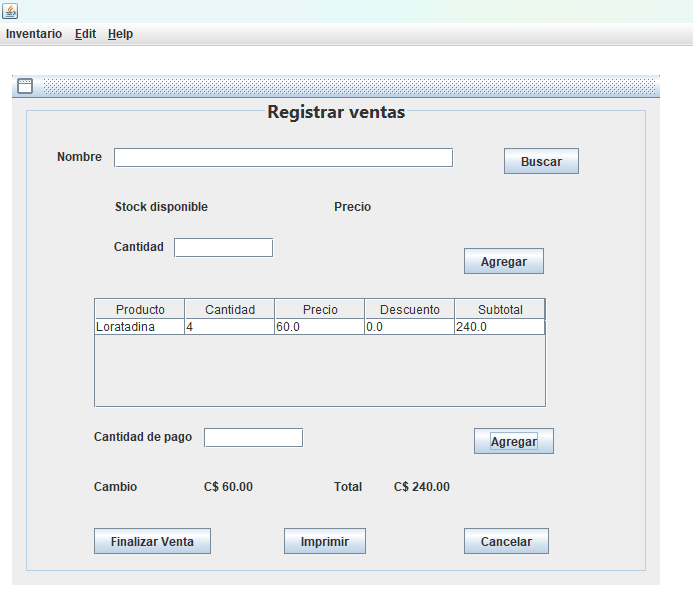 Inventario Edit Help
Registrar ventas
Nombre Buscar
Stock disponible Precio
Cantidad
Agregar
Producto Cantidad Precio Descuento Subtotal
Loratadina 4 60.0 0.0 240.0
Cantidad de pago Agregar
Cambio C$ 60.00 Total C$ 240.00
Finalizar Venta Imprimir Cancelar